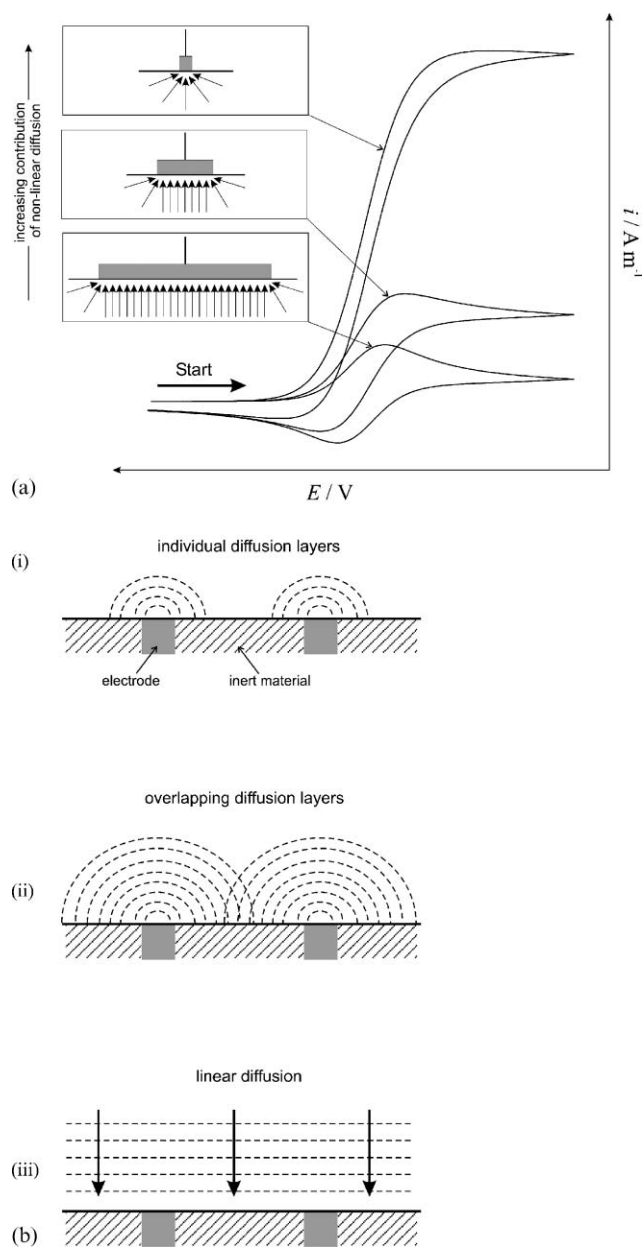 increasing contribution
of non-linear diffusion
Start
i / A m-1
E / V
(a)
individual diffusion layers
(i)
electrode
inert material
overlapping diffusion layers
(ii)
linear diffusion
(iii)
(b)